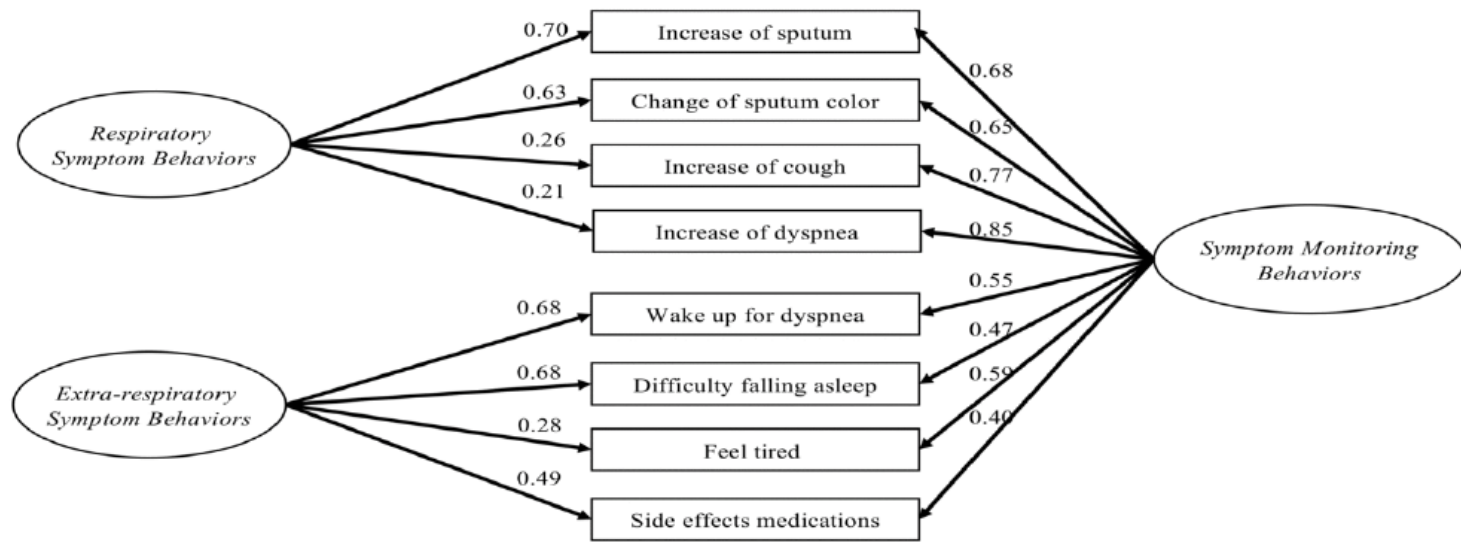 0.70
Increase of sputum
0.68
0.63
Change of sputum color
0.65
Respiratory
Symptom Behaviors
0.26
Increase of cough
0.77
0.21
Increase of dyspnea
0.85
Symptom Monitoring
Behaviors
0.68
Wake up for dyspnea
0.55
0.68
Difficulty falling asleep
0.47
Extra-respiratory
Symptom Behaviors
0.28
Feel tired
0.59
0.40
0.49
Side effects medications